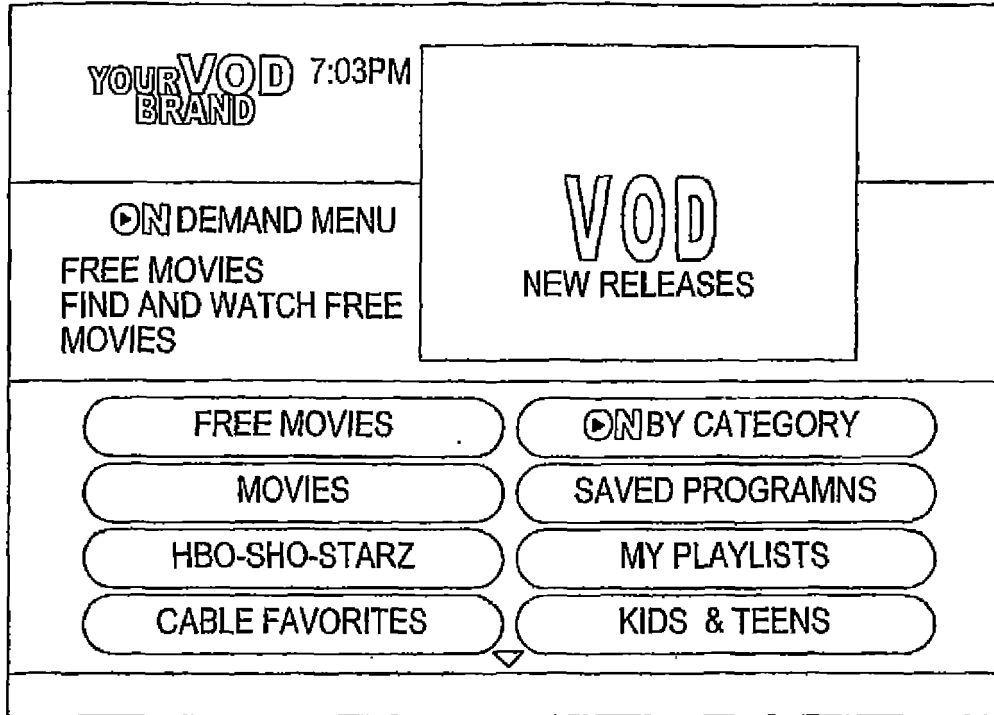 YOUR VOD 7:03PM
BRAND
VOD
NEW RELEASES
ON DEMAND MENU
FREE MOVIES
FIND AND WATCH FREE
MOVIES
FREE MOVIES
ON BY CATEGORY
MOVIES
SAVED PROGRAMNS
HBO-SHO-STARZ
MY PLAYLISTS
CABLE FAVORITES
KIDS & TEENS